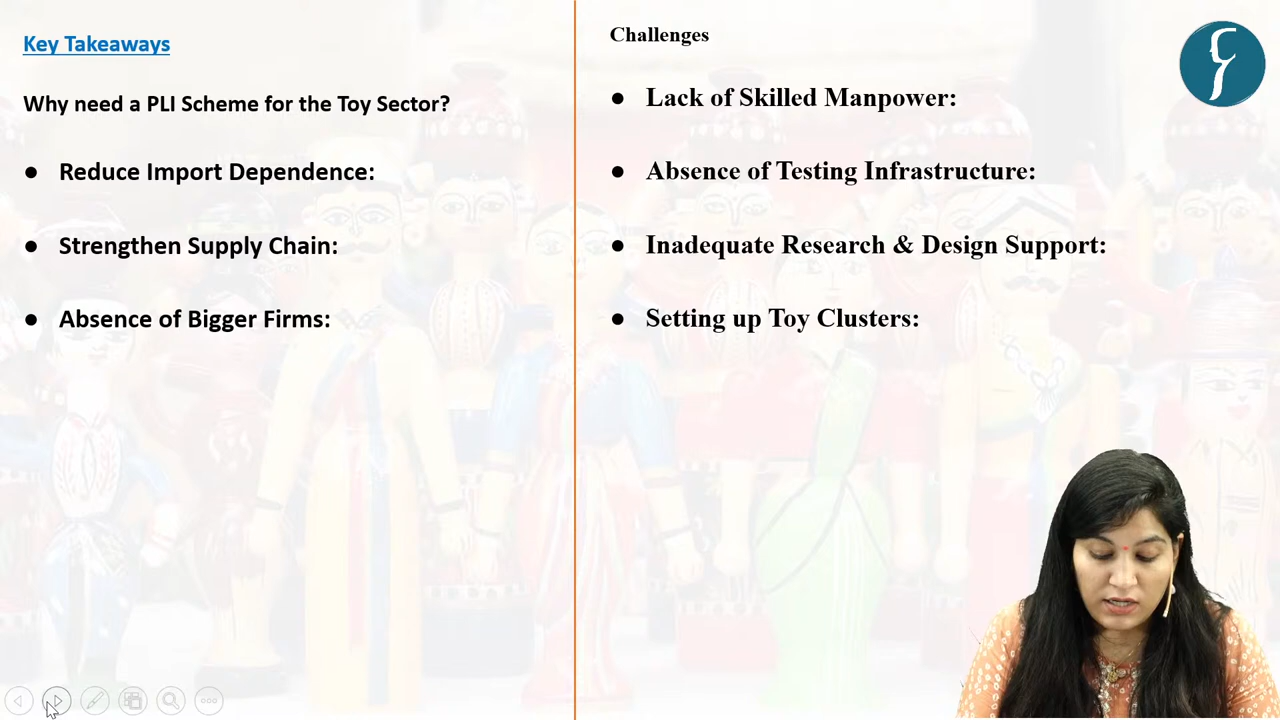 Key Takeaways
Why need a PLI Scheme for the Toy Sector?
● Reduce Import Dependence:
● Strengthen Supply Chain:
● Absence of Bigger Firms:
Challenges
● Lack of Skilled Manpower:
● Absence of Testing Infrastructure:
● Inadequate Research & Design Support:
● Setting up Toy Clusters: